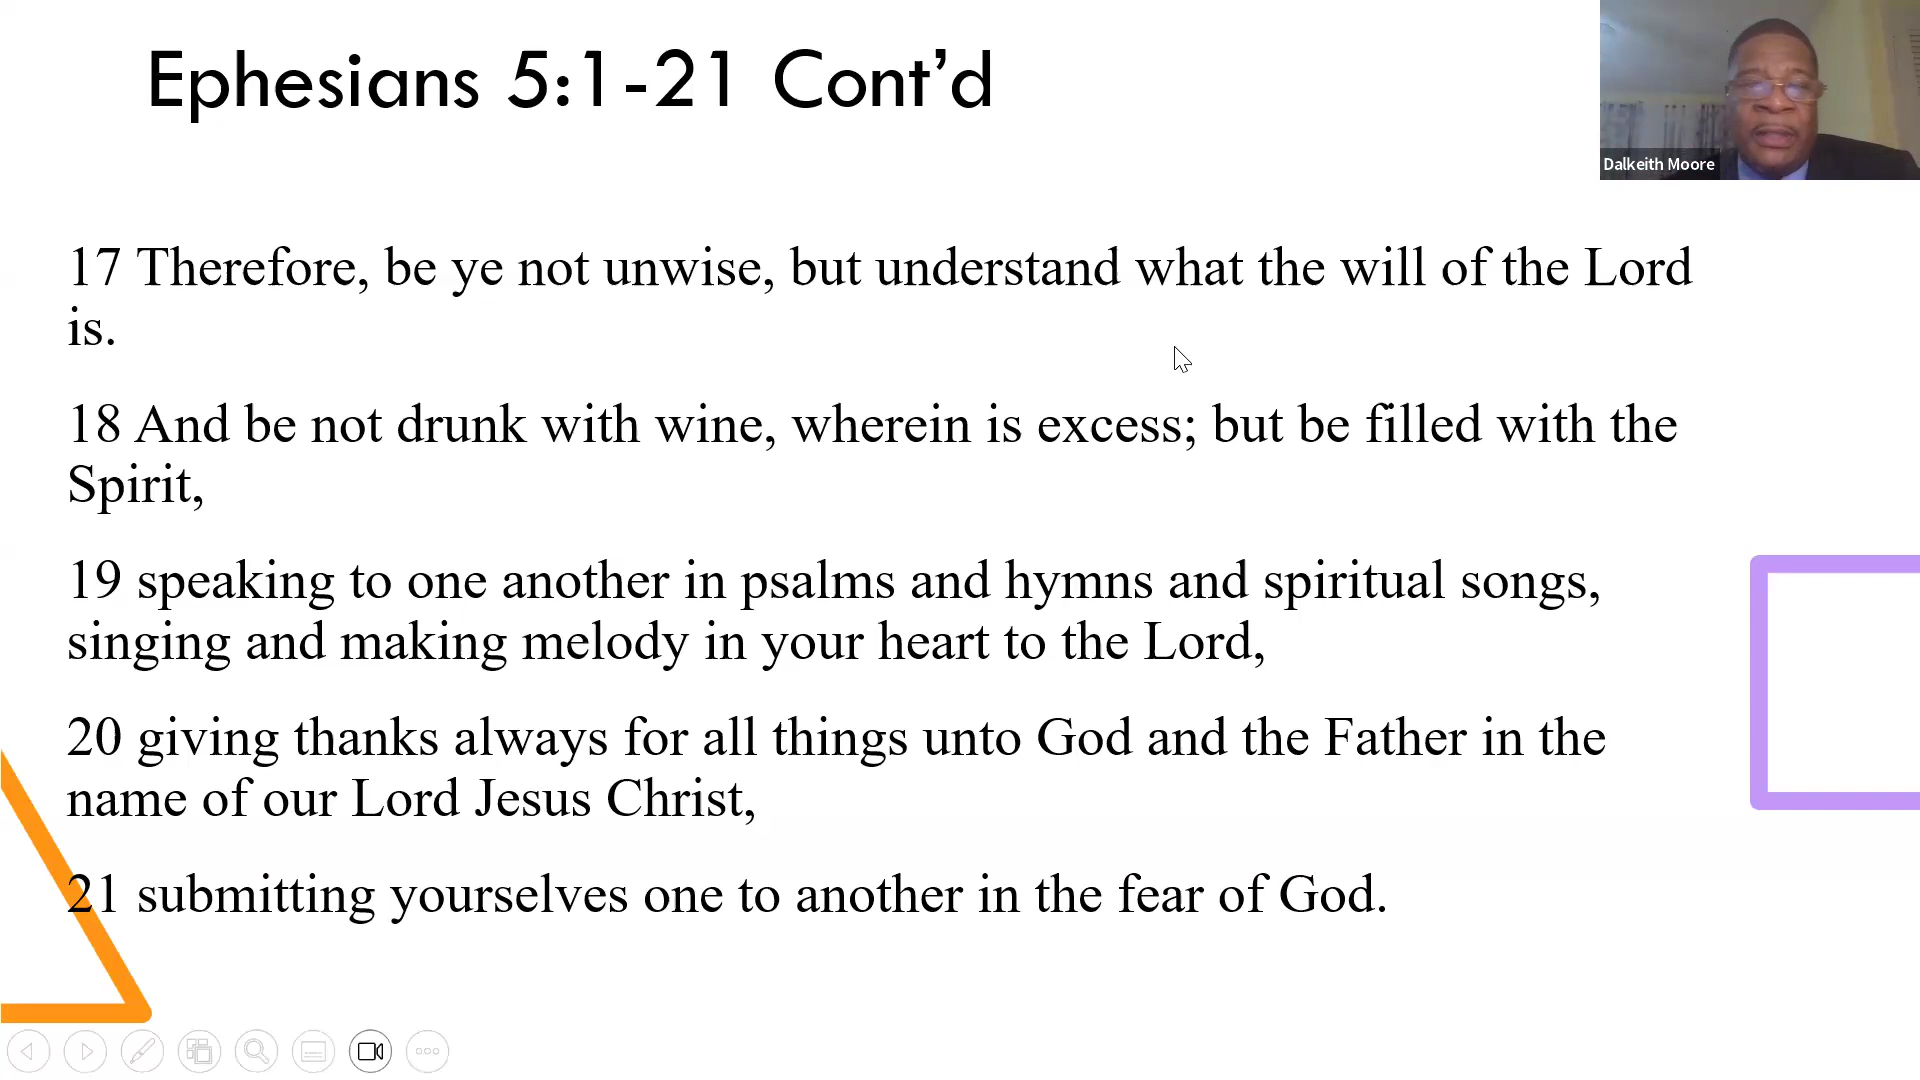 Ephesians 5:1-21 Cont’d
Dalkeith Moore
17 Therefore, be ye not unwise, but understand what the will of the Lord
is.
18 And be not drunk with wine, wherein is excess; but be filled with the
Spirit,
19 speaking to one another in psalms and hymns and spiritual songs,
singing and making melody in your heart to the Lord,
20 giving thanks always for all things unto God and the Father in the
name of our Lord Jesus Christ,
21 submitting yourselves one to another in the fear of God.